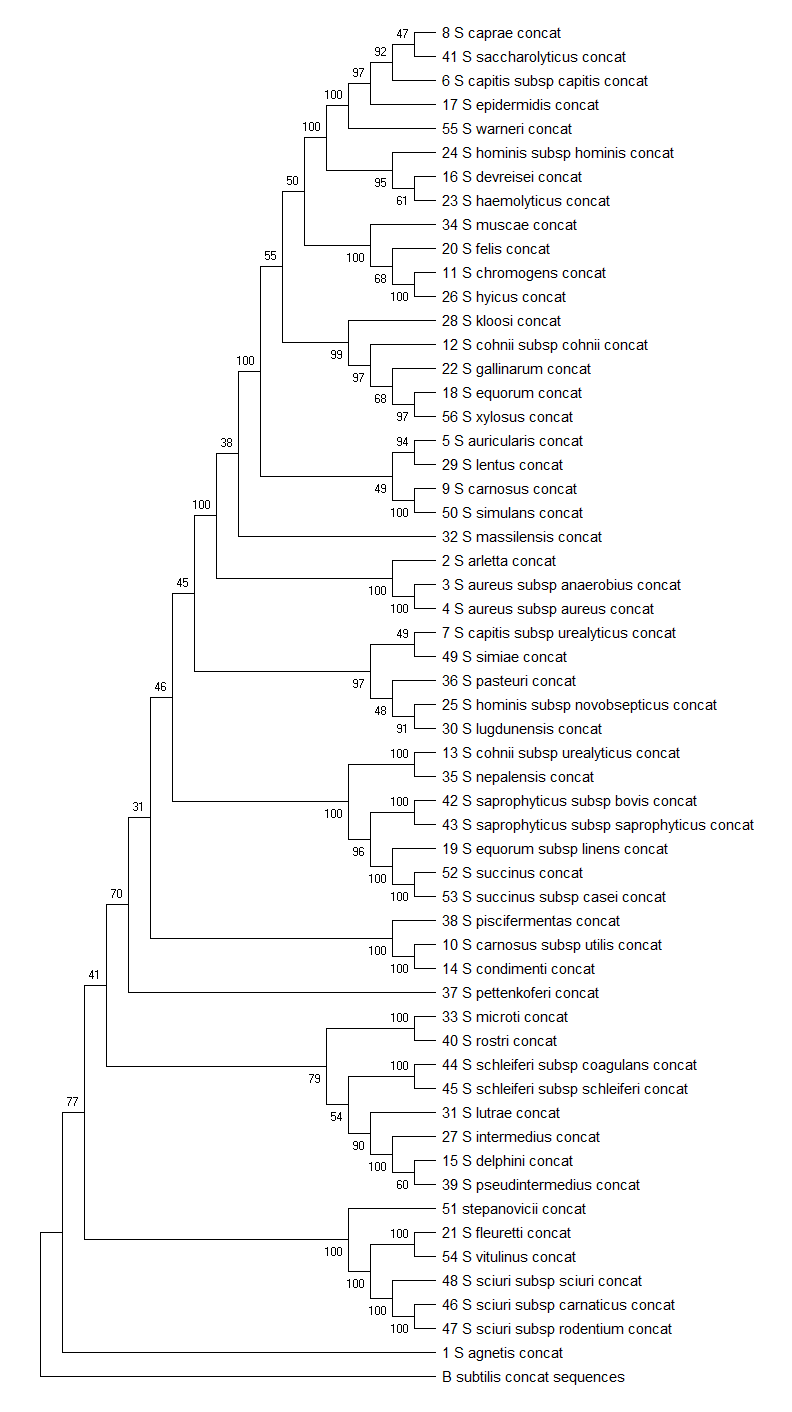 47
8 S caprae concat
92
41 S saccharolyticus concat
97
6 S capitis subsp capitis concat
100
17 S epidermidis concat
100
55 S warneri concat
24 S hominis subsp hominis concat
50
95
16 S devreisei concat
61
23 S haemolyticus concat
34 S muscae concat
55
100
20 S felis concat
68
11 S chromogens concat
100
26 S hyicus concat
28 S kloosi concat
99
12 S cohnii subsp cohnii concat
100
97
22 S gallinarum concat
68
18 S equorum concat
97
56 S xylosus concat
38
94
5 S auricularis concat
29 S lentus concat
49
9 S carnosus concat
100
100
50 S simulans concat
32 S massilensis concat
2 S arletta concat
45
100
3 S aureus subsp anaerobius concat
100
4 S aureus subsp aureus concat
49
7 S capitis subsp urealyticus concat
49 S simiae concat
46
97
36 S pasteuri concat
48
25 S hominis subsp novobsepticus concat
91
30 S lugdunensis concat
100
13 S cohnii subsp urealyticus concat
35 S nepalensis concat
31
100
100
42 S saprophyticus subsp bovis concat
43 S saprophyticus subsp saprophyticus concat
96
19 S equorum subsp linens concat
100
52 S succinus concat
70
100
53 S succinus subsp casei concat
38 S piscifermentas concat
100
10 S carnosus subsp utilis concat
41
100
14 S condimenti concat
37 S pettenkoferi concat
100
33 S microti concat
40 S rostri concat
79
100
44 S schleiferi subsp coagulans concat
45 S schleiferi subsp schleiferi concat
77
54
31 S lutrae concat
90
27 S intermedius concat
100
15 S delphini concat
60
39 S pseudintermedius concat
51 stepanovicii concat
100
100
21 S fleuretti concat
54 S vitulinus concat
100
48 S sciuri subsp sciuri concat
100
46 S sciuri subsp carnaticus concat
100
47 S sciuri subsp rodentium concat
1 S agnetis concat
B subtilis concat sequences